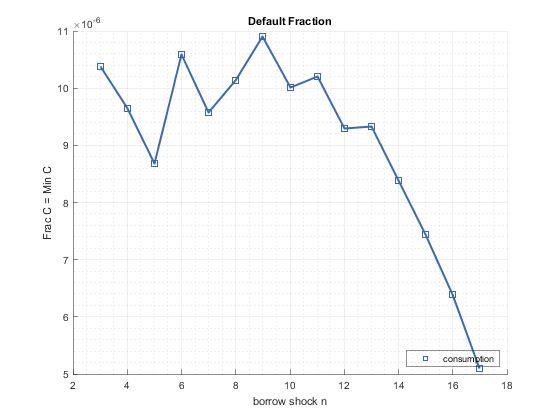 Default Fraction
×10^-6
11
10
9
8
7
6
5
Frac C = Min C
2 4 6 8 10 12 14 16 18
borrow shock n
consumption